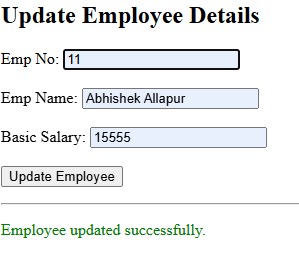 Update Employee Details
Emp No: 11
Emp Name: Abhishek Allapur
Basic Salary: 15555
Update Employee
Employee updated successfully.